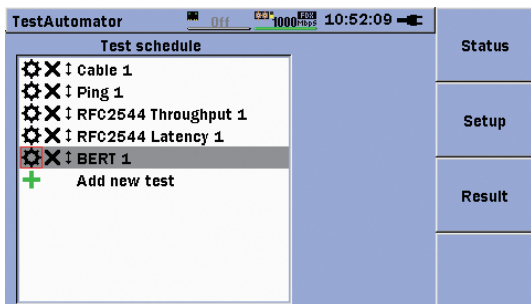 TestAutomator Off 1000 FDX Mbps 10:52:09
Test schedule
Cable 1
Ping 1
RFC2544 Throughput 1
RFC2544 Latency 1
BERT 1
Add new test
Status
Setup
Result